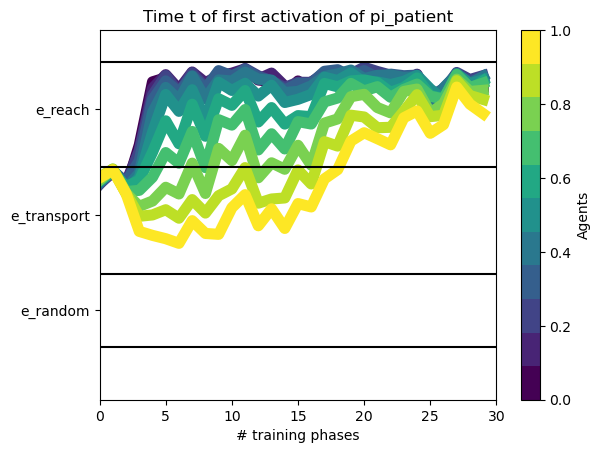 Time t of first activation of pi_patient
e_reach
e_transport
e_random
0 5 10 15 20 25 30
# training phases
1.0
0.8
0.6
0.4
0.2
0.0
Agents